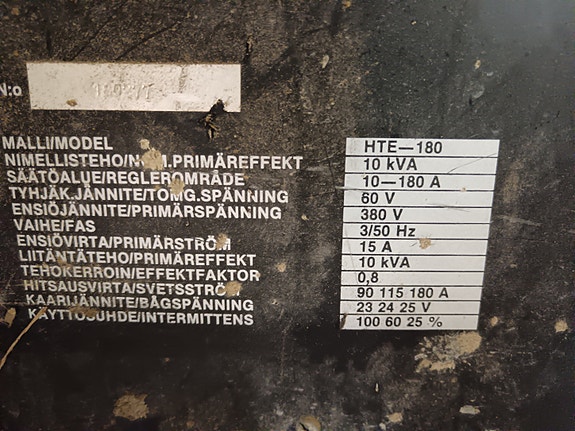 N:o
MALLI/MODEL HTE—180
NIMELLISTEHO/NOM.PRIMÄREFFEKT 10 kVA
SÄÄTÖALUE/REGLEROMRÅDE 10—180 A
TYHJÄK.JÄNNITE/TOMG.SPÄNNING 60 V
ENSIÖJÄNNITE/PRIMÄRSPÄNNING 380 V
VAIHE/FAS 3/50 Hz
ENSIÖVIRTA/PRIMÄRSTRÖM 15 A
LIITÄNTÄTEHO/PRIMÄREFFEKT 10 kVA
TEHOKERROIN/EFFEKTFAKTOR 0,8
HITSAUSVIRTA/SVETSSTRÖM 90 115 180 A
KAARIJÄNNITE/BÅGSPÄNNING 23 24 25 V
KÄYTTÖSUHDE/INTERMITTENS 100 60 25 %